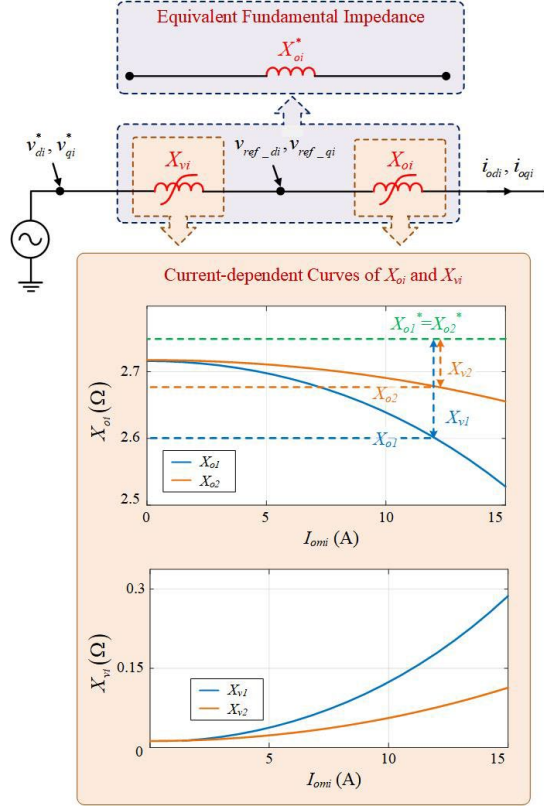 Equivalent Fundamental Impedance
X*oi
v*di, v*qi
Xvi
vref_di, vref_qi
Xoi
iodi, ioqi
Current-dependent Curves of Xoi and Xvi
Xo1*=Xo2*
Xv2
Xo2
Xv1
Xo1
Xoi (Ω)
2.7
2.6
2.5
Xo1
Xo2
0 5 10 15
Iomi (A)
Xvi (Ω)
0.3
0.15
0
Xv1
Xv2
0 5 10 15
Iomi (A)